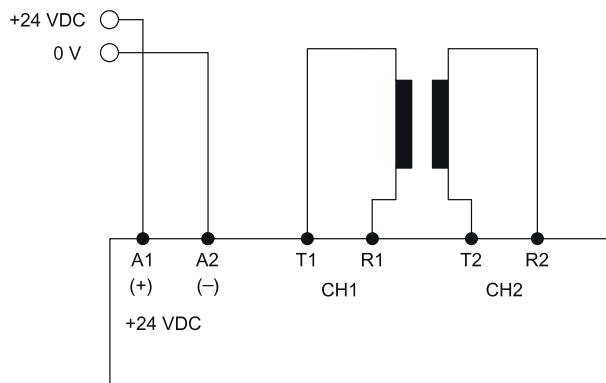 +24 VDC
0 V
A1 A2 T1 R1 T2 R2
(+) (–) CH1 CH2
+24 VDC